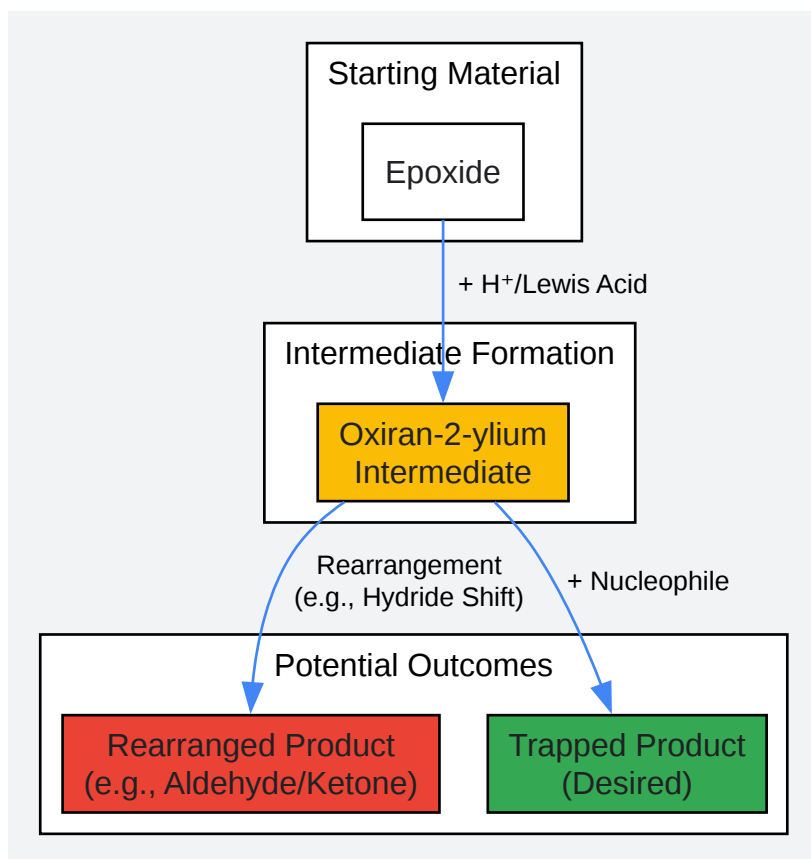 Starting Material
Epoxide
+ H⁺/Lewis Acid
Intermediate Formation
Oxiran-2-ylium
Intermediate
Rearrangement
(e.g., Hydride Shift)
+ Nucleophile
Potential Outcomes
Rearranged Product
(e.g., Aldehyde/Ketone)
Trapped Product
(Desired)